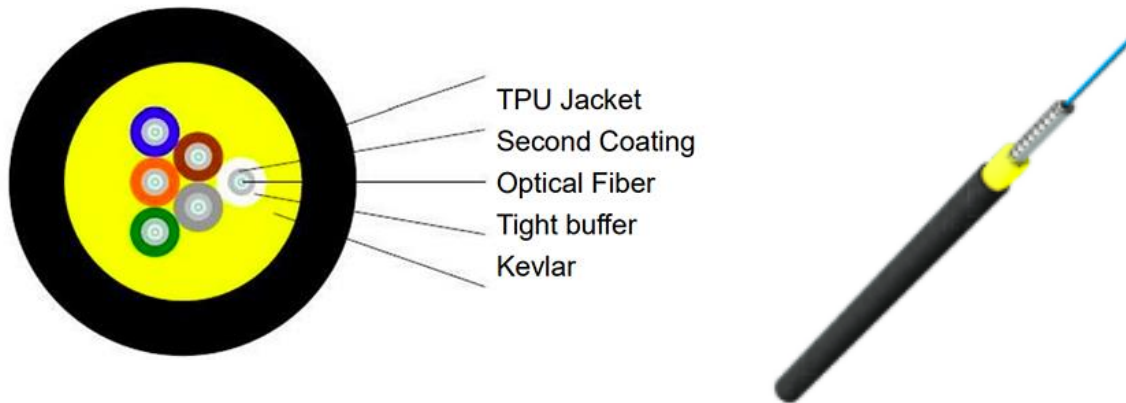 TPU Jacket
Second Coating
Optical Fiber
Tight buffer
Kevlar